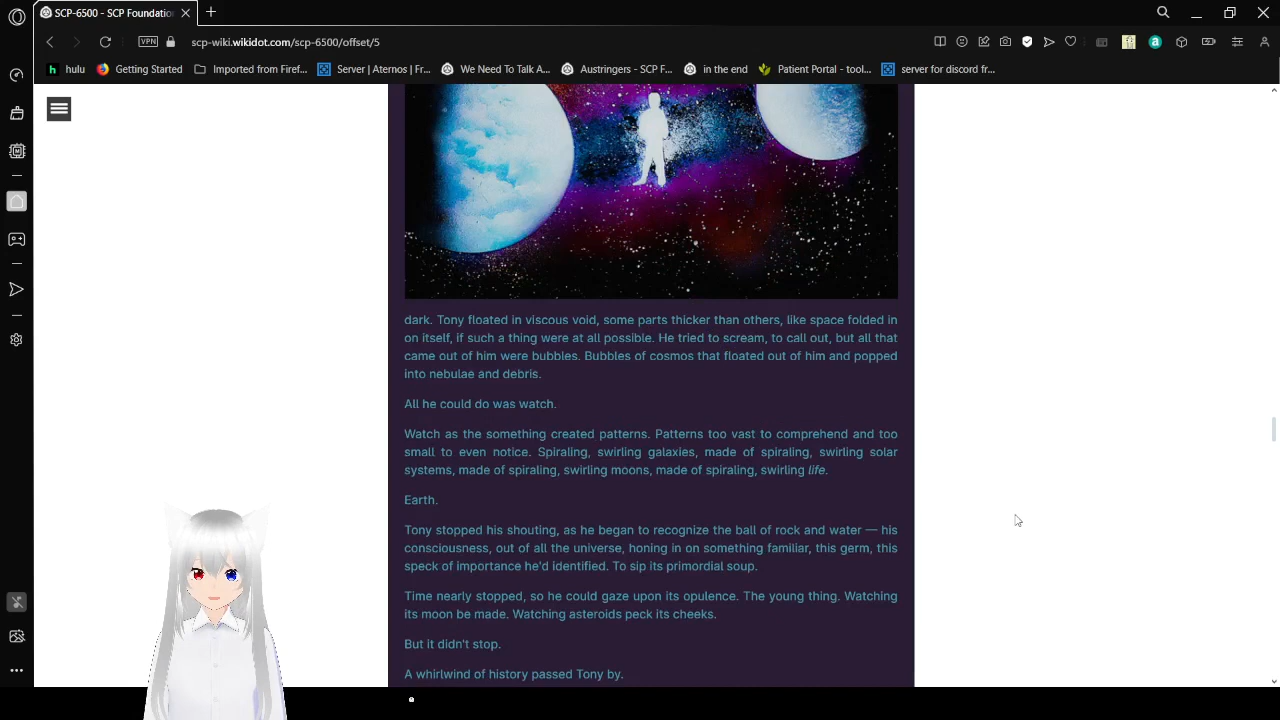 SCP-6500 - SCP Foundatio
VPN
scp-wiki.wikidot.com/scp-6500/offset/5
hulu
Getting Started
Imported from Firef...
Server | Aternos | Fr...
We Need To Talk A...
Austringers - SCP F...
in the end
Patient Portal - tool...
server for discord fr...
dark. Tony floated in viscous void, some parts thicker than others, like space folded in
on itself, if such a thing were at all possible. He tried to scream, to call out, but all that
came out of him were bubbles. Bubbles of cosmos that floated out of him and popped
into nebulae and debris.
All he could do was watch.
Watch as the something created patterns. Patterns too vast to comprehend and too
small to even notice. Spiraling, swirling galaxies, made of spiraling, swirling solar
systems, made of spiraling, swirling moons, made of spiraling, swirling life.
Earth.
Tony stopped his shouting, as he began to recognize the ball of rock and water — his
consciousness, out of all the universe, honing in on something familiar, this germ, this
speck of importance he'd identified. To sip its primordial soup.
Time nearly stopped, so he could gaze upon its opulence. The young thing. Watching
its moon be made. Watching asteroids peck its cheeks.
But it didn't stop.
A whirlwind of history passed Tony by.